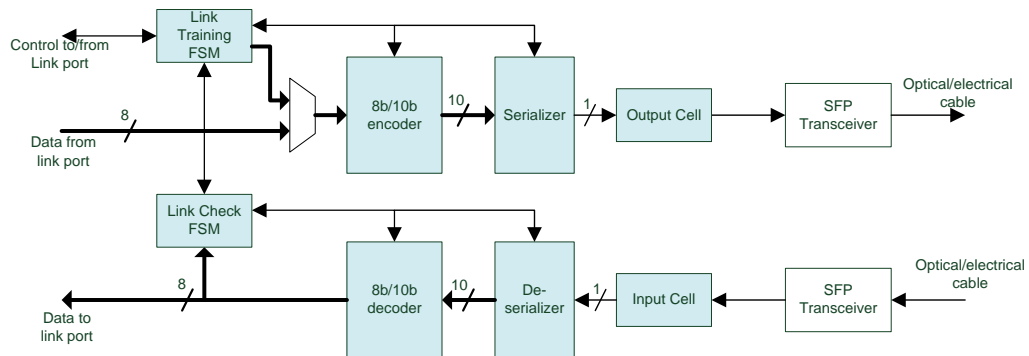 Link
Training
FSM
Control to/from
Link port
8
Data from
link port
8b/10b
encoder
10
Serializer
1
Output Cell
SFP
Transceiver
Optical/electrical
cable
Link Check
FSM
8
Data to
link port
8b/10b
decoder
10
De-
serializer
1
Input Cell
SFP
Transceiver
Optical/electrical
cable